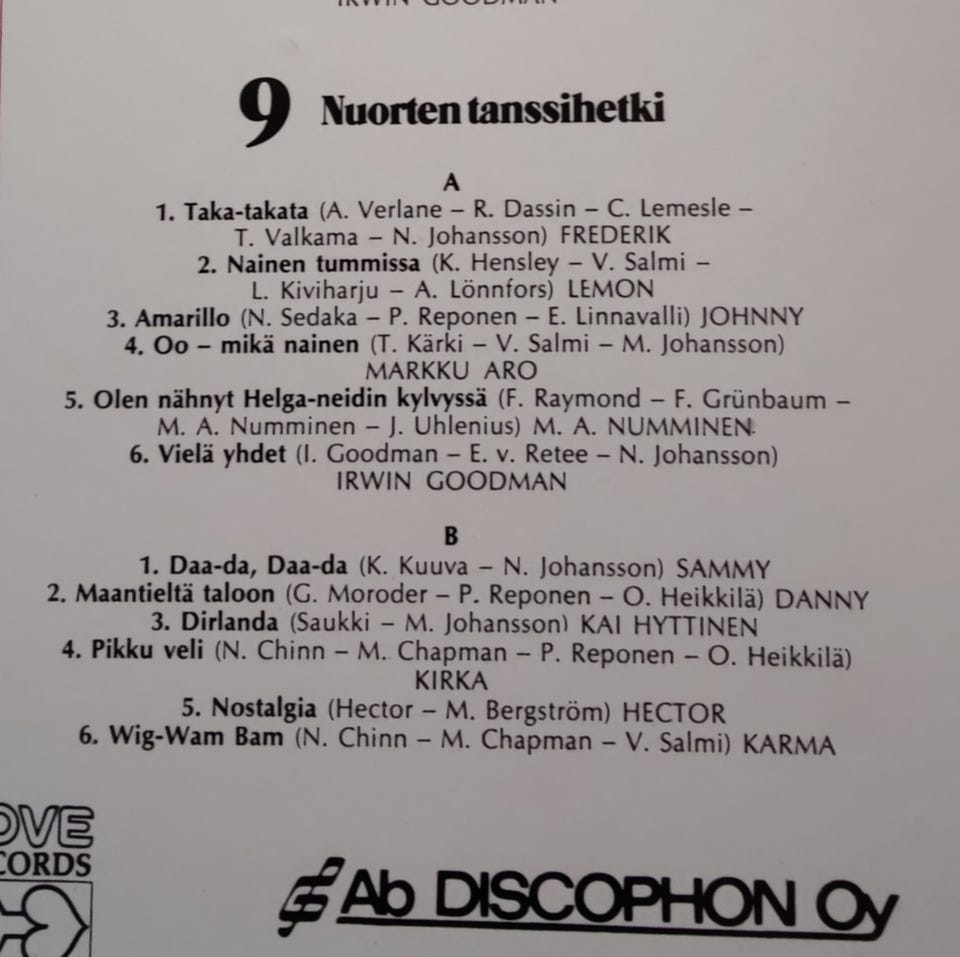 IRWIN GOODMAN
9 Nuorten tanssihetki
A
1. Taka-takata (A. Verlane – R. Dassin – C. Lemesle –
T. Valkama – N. Johansson) FREDERIK
2. Nainen tummissa (K. Hensley – V. Salmi –
L. Kiviharju – A. Lönnfors) LEMON
3. Amarillo (N. Sedaka – P. Reponen – E. Linnavalli) JOHNNY
4. Oo – mikä nainen (T. Kärki – V. Salmi – M. Johansson)
MARKKU ARO
5. Olen nähnyt Helga-neidin kylvyssä (F. Raymond – F. Grünbaum –
M. A. Numminen – J. Uhlenius) M. A. NUMMINEN
6. Vielä yhdet (I. Goodman – E. v. Retee – N. Johansson)
IRWIN GOODMAN
B
1. Daa-da, Daa-da (K. Kuuva – N. Johansson) SAMMY
2. Maantieltä taloon (G. Moroder – P. Reponen – O. Heikkilä) DANNY
3. Dirlanda (Saukki – M. Johansson) KAI HYTTINEN
4. Pikku veli (N. Chinn – M. Chapman – P. Reponen – O. Heikkilä)
KIRKA
5. Nostalgia (Hector – M. Bergström) HECTOR
6. Wig-Wam Bam (N. Chinn – M. Chapman – V. Salmi) KARMA
OVE
CORDS
Ab DISCOPHON Oy